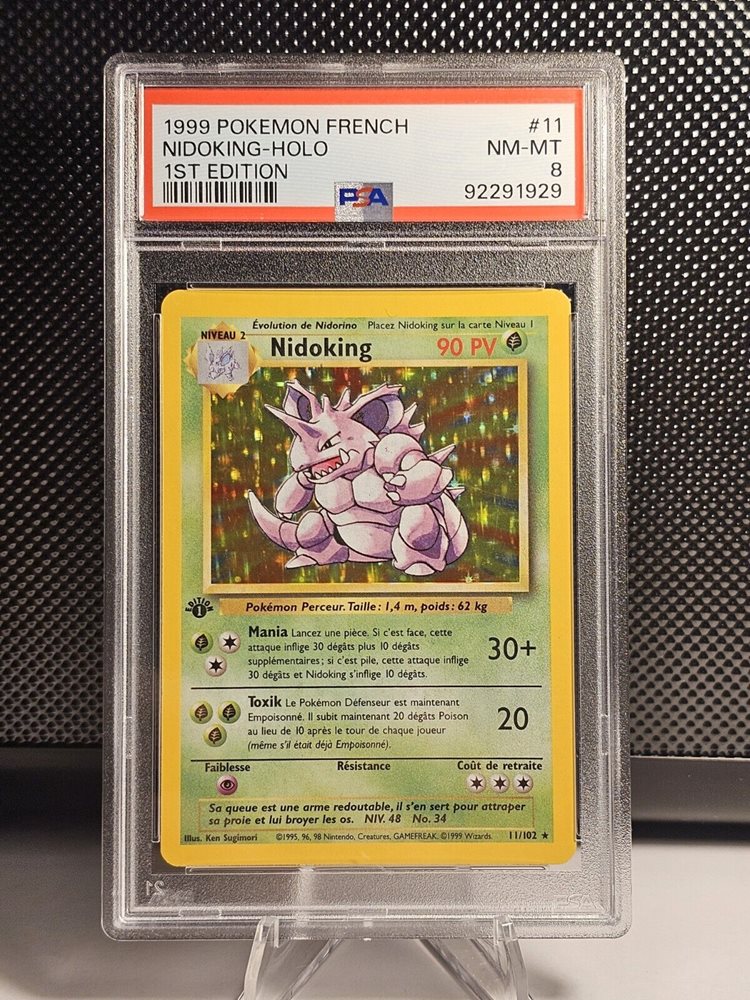 1999 POKEMON FRENCH #11
NIDOKING-HOLO NM-MT
1ST EDITION 8
PSA 92291929
Évolution de Nidorino Placez Nidoking sur la carte Niveau 1
NIVEAU 2
Nidoking 90 PV
EDITION 1
Pokémon Perceur. Taille : 1,4 m, poids : 62 kg
Mania Lancez une pièce. Si c'est face, cette
attaque inflige 30 dégâts plus 10 dégâts
supplémentaires ; si c'est pile, cette attaque inflige
30 dégâts et Nidoking s'inflige 10 dégâts.
30+
Toxik Le Pokémon Défenseur est maintenant
Empoisonné. Il subit maintenant 20 dégâts Poison
au lieu de 10 après le tour de chaque joueur
(même s'il était déjà Empoisonné).
20
Faiblesse Résistance Coût de retraite
Sa queue est une arme redoutable, il s'en sert pour attraper
sa proie et lui broyer les os. NIV. 48 No. 34
Illus. Ken Sugimori ©1995, 96, 98 Nintendo, Creatures, GAMEFREAK. ©1999 Wizards. 11/102 ★